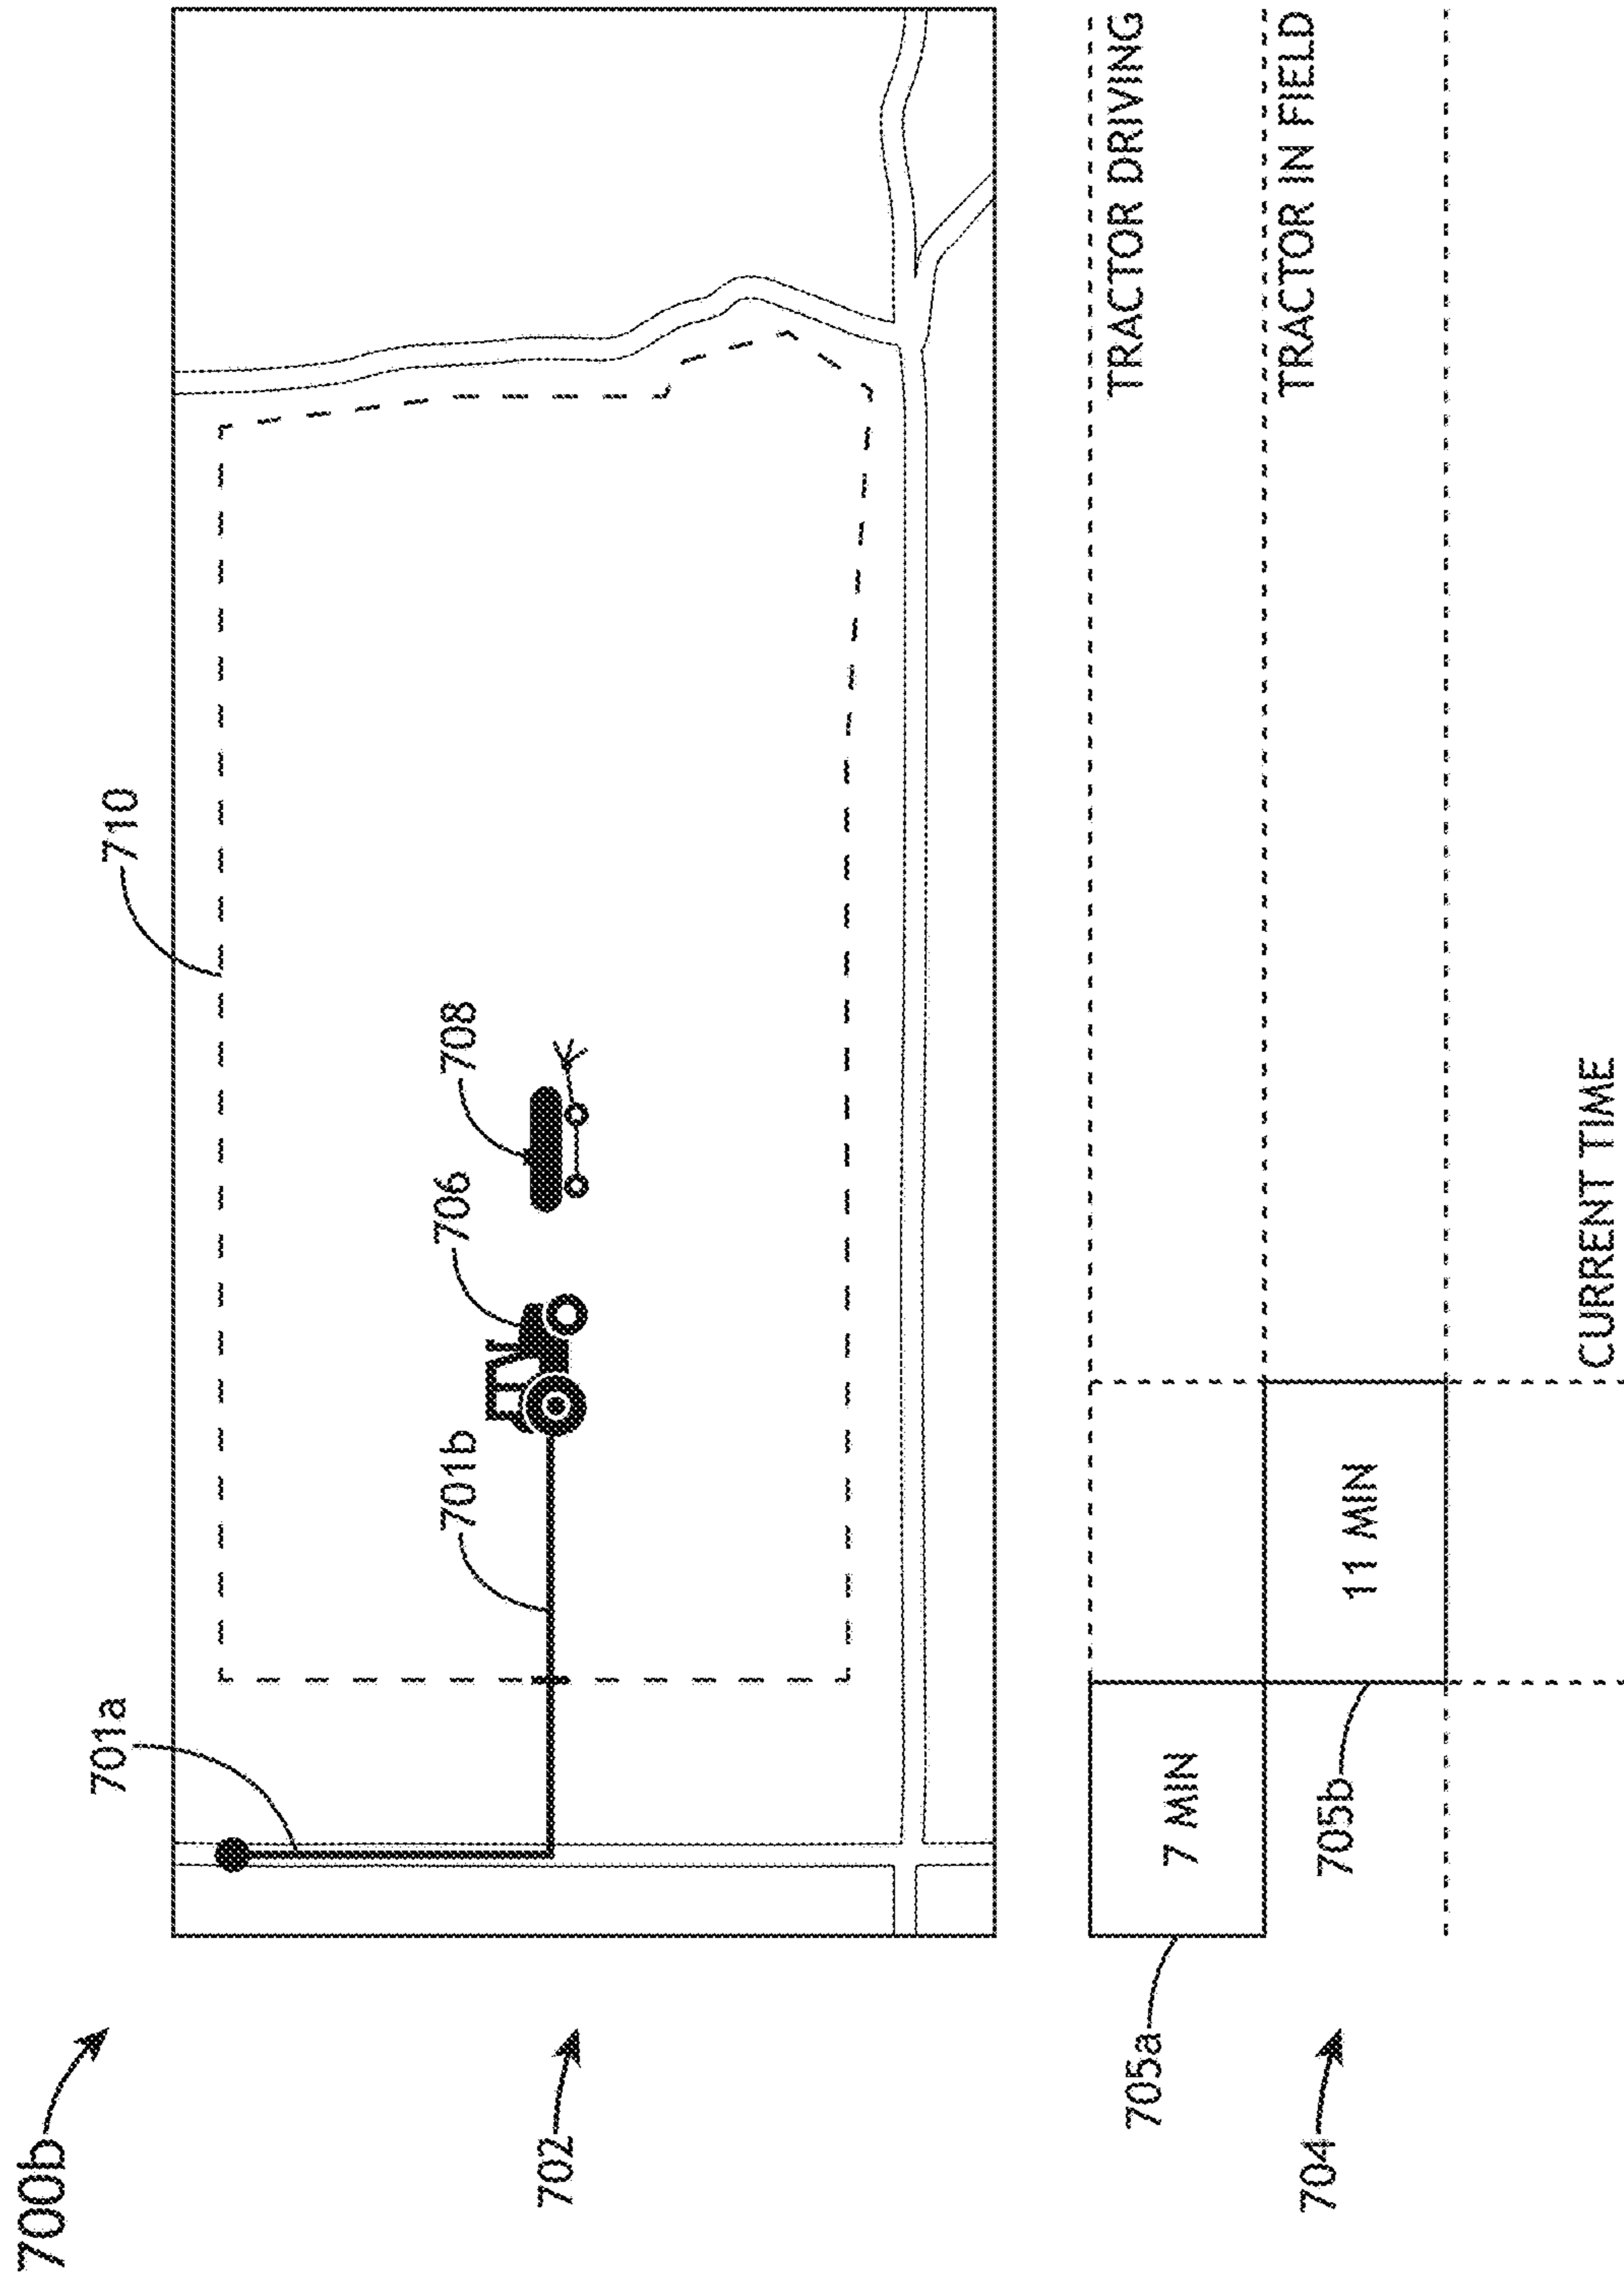 700b
710
701a
701b
706
708
702
705a
7 MIN
TRACTOR DRIVING
704
705b
11 MIN
TRACTOR IN FIELD
CURRENT TIME